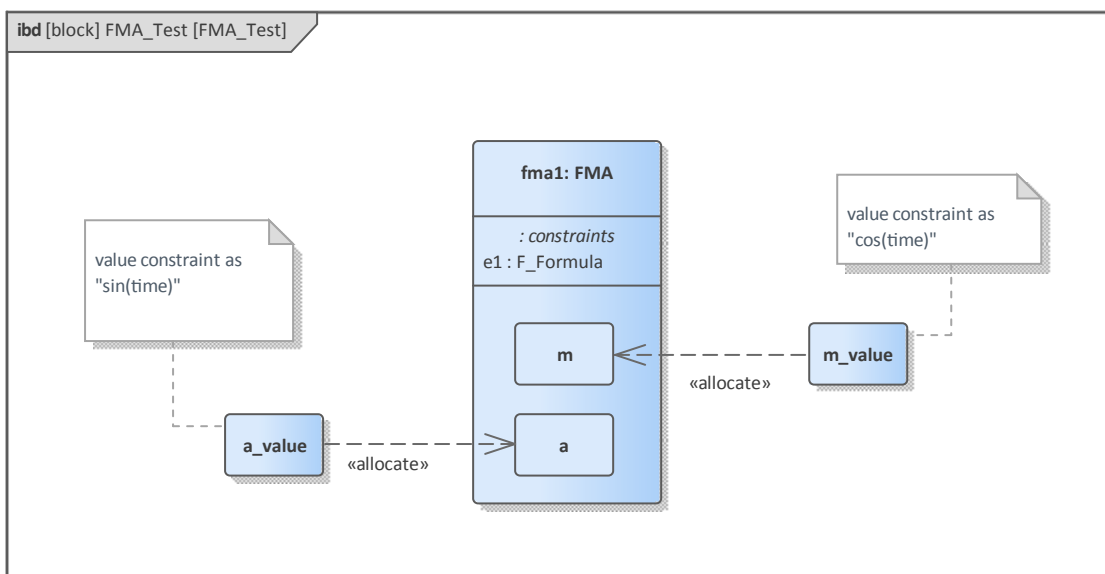 ibd [block] FMA_Test [FMA_Test]
fma1: FMA
: constraints
e1 : F_Formula
value constraint as
"cos(time)"
value constraint as
"sin(time)"
m
m_value
«allocate»
a_value
a
«allocate»